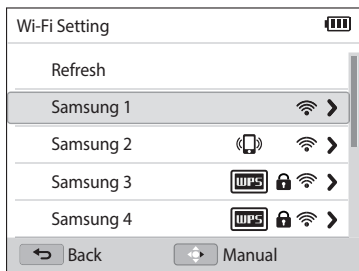 Wi-Fi Setting
Refresh
Samsung 1
Samsung 2
Samsung 3 WPS
Samsung 4 WPS
Back Manual